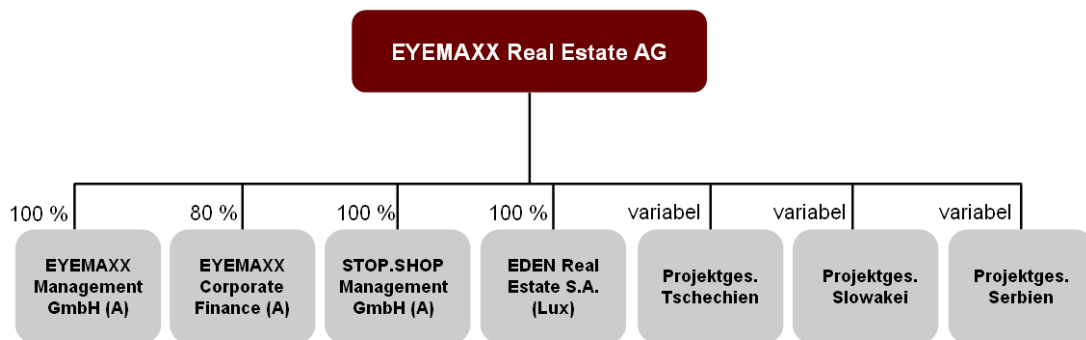 EYEMAXX Real Estate AG
100 %
80 %
100 %
100 %
variabel
variabel
variabel
EYEMAXX
Management
GmbH (A)
EYEMAXX
Corporate
Finance (A)
STOP.SHOP
Management
GmbH (A)
EDEN Real
Estate S.A.
(Lux)
Projektges.
Tschechien
Projektges.
Slowakei
Projektges.
Serbien